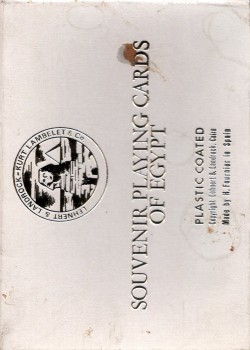 LEHNERT & LANDROCK - KURT LAMBELET & Co
SOUVENIR PLAYING CARDS
OF EGYPT
PLASTIC COATED
Copyright Lehnert & Landrock, Cairo
Made by H. Fournier in Spain